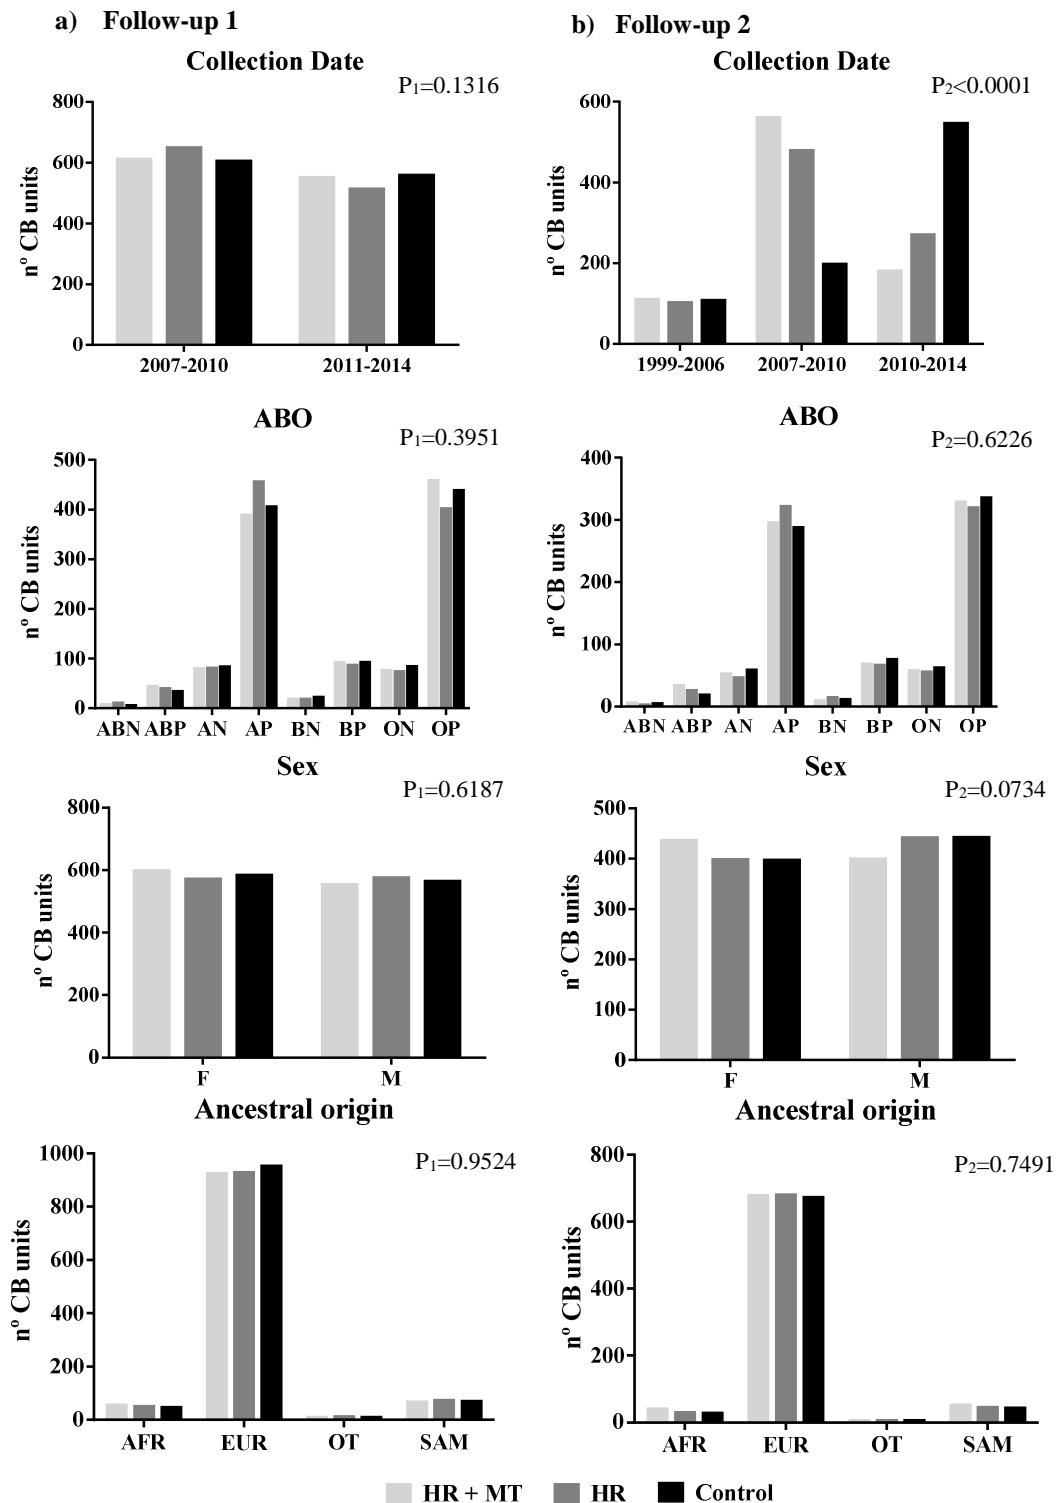 a) Follow-up 1
Collection Date
P1=0.1316
nº CB units
800
600
400
200
0
2007-2010 2011-2014
ABO
P1=0.3951
nº CB units
500
400
300
200
100
0
ABN ABP AN AP BN BP ON OP
Sex
P1=0.6187
nº CB units
800
600
400
200
0
F M
Ancestral origin
P1=0.9524
nº CB units
1000
800
600
400
200
0
AFR EUR OT SAM
b) Follow-up 2
Collection Date
P2<0.0001
nº CB units
600
400
200
0
1999-2006 2007-2010 2010-2014
ABO
P2=0.6226
nº CB units
400
300
200
100
0
ABN ABP AN AP BN BP ON OP
Sex
P2=0.0734
nº CB units
500
400
300
200
100
0
F M
Ancestral origin
P2=0.7491
nº CB units
800
600
400
200
0
AFR EUR OT SAM
HR + MT HR Control